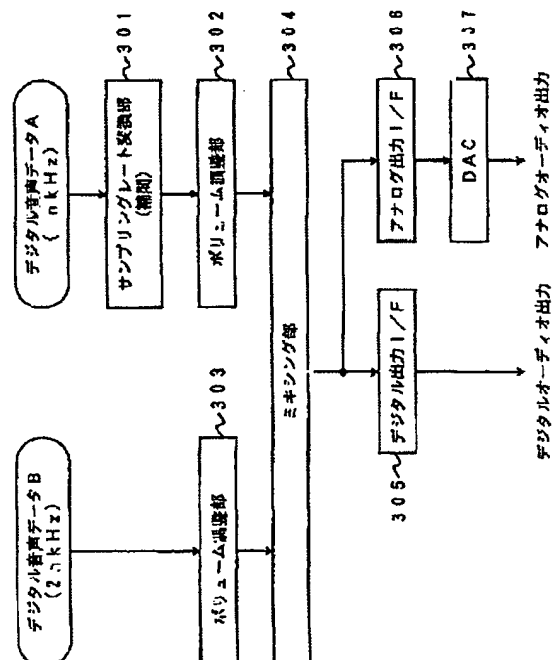 デジタル音声データA
( nkHz)
サンプリングレート変換部
(補間)
301
ボリューム調整部
302
デジタル音声データB
(2nkHz)
ボリューム調整部
303
ミキシング部
304
デジタル出力I/F
305
アナログ出力I/F
306
DAC
307
デジタルオーディオ出力
アナログオーディオ出力